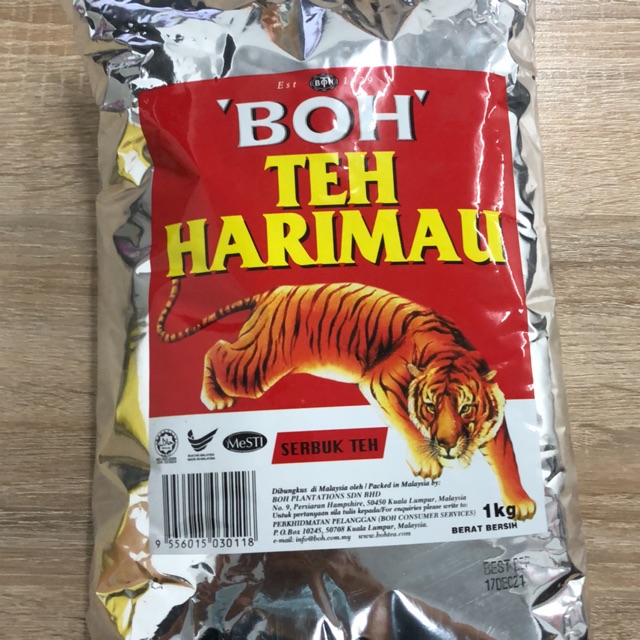 Est BOH
'BOH'
TEH
HARIMAU
MeSTI
SERBUK TEH
Dibungkus di Malaysia oleh / Packed in Malaysia by:
BOH PLANTATIONS SDN BHD
No. 9, Persiaran Hampshire, 50450 Kuala Lumpur, Malaysia
Untuk pertanyaan sila tulis kepada/For enquiries please write to:
PERKHIDMATAN PELANGGAN (BOH CONSUMER SERVICES)
P.O.Box 10245, 50708 Kuala Lumpur, Malaysia.
e-mail: info@boh.com.my www.bohtea.com
1kg
BERAT BERSIH
9 556015 030118
BEST BEF
17DEC21